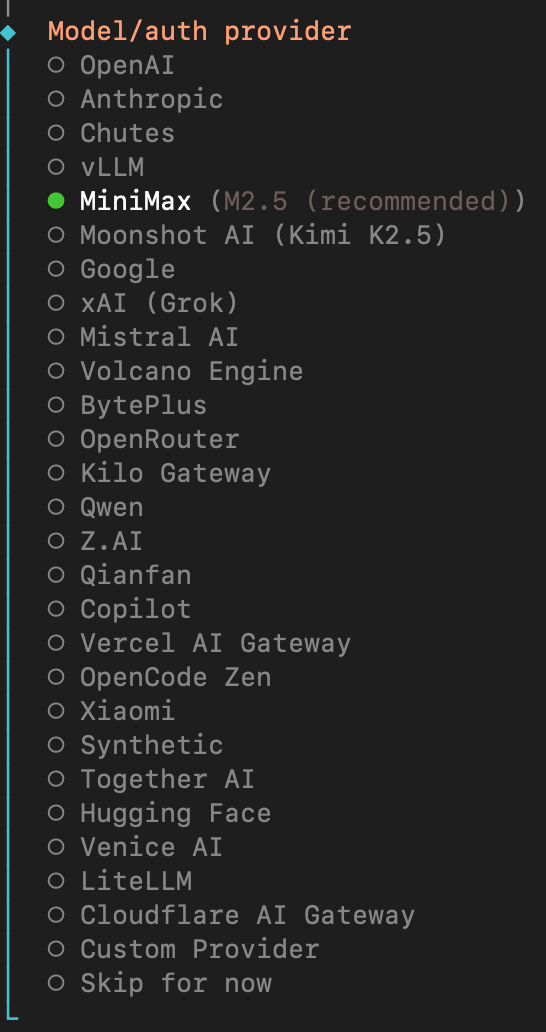 Model/auth provider
OpenAI
Anthropic
Chutes
vLLM
MiniMax (M2.5 (recommended))
Moonshot AI (Kimi K2.5)
Google
xAI (Grok)
Mistral AI
Volcano Engine
BytePlus
OpenRouter
Kilo Gateway
Qwen
Z.AI
Qianfan
Copilot
Vercel AI Gateway
OpenCode Zen
Xiaomi
Synthetic
Together AI
Hugging Face
Venice AI
LiteLLM
Cloudflare AI Gateway
Custom Provider
Skip for now